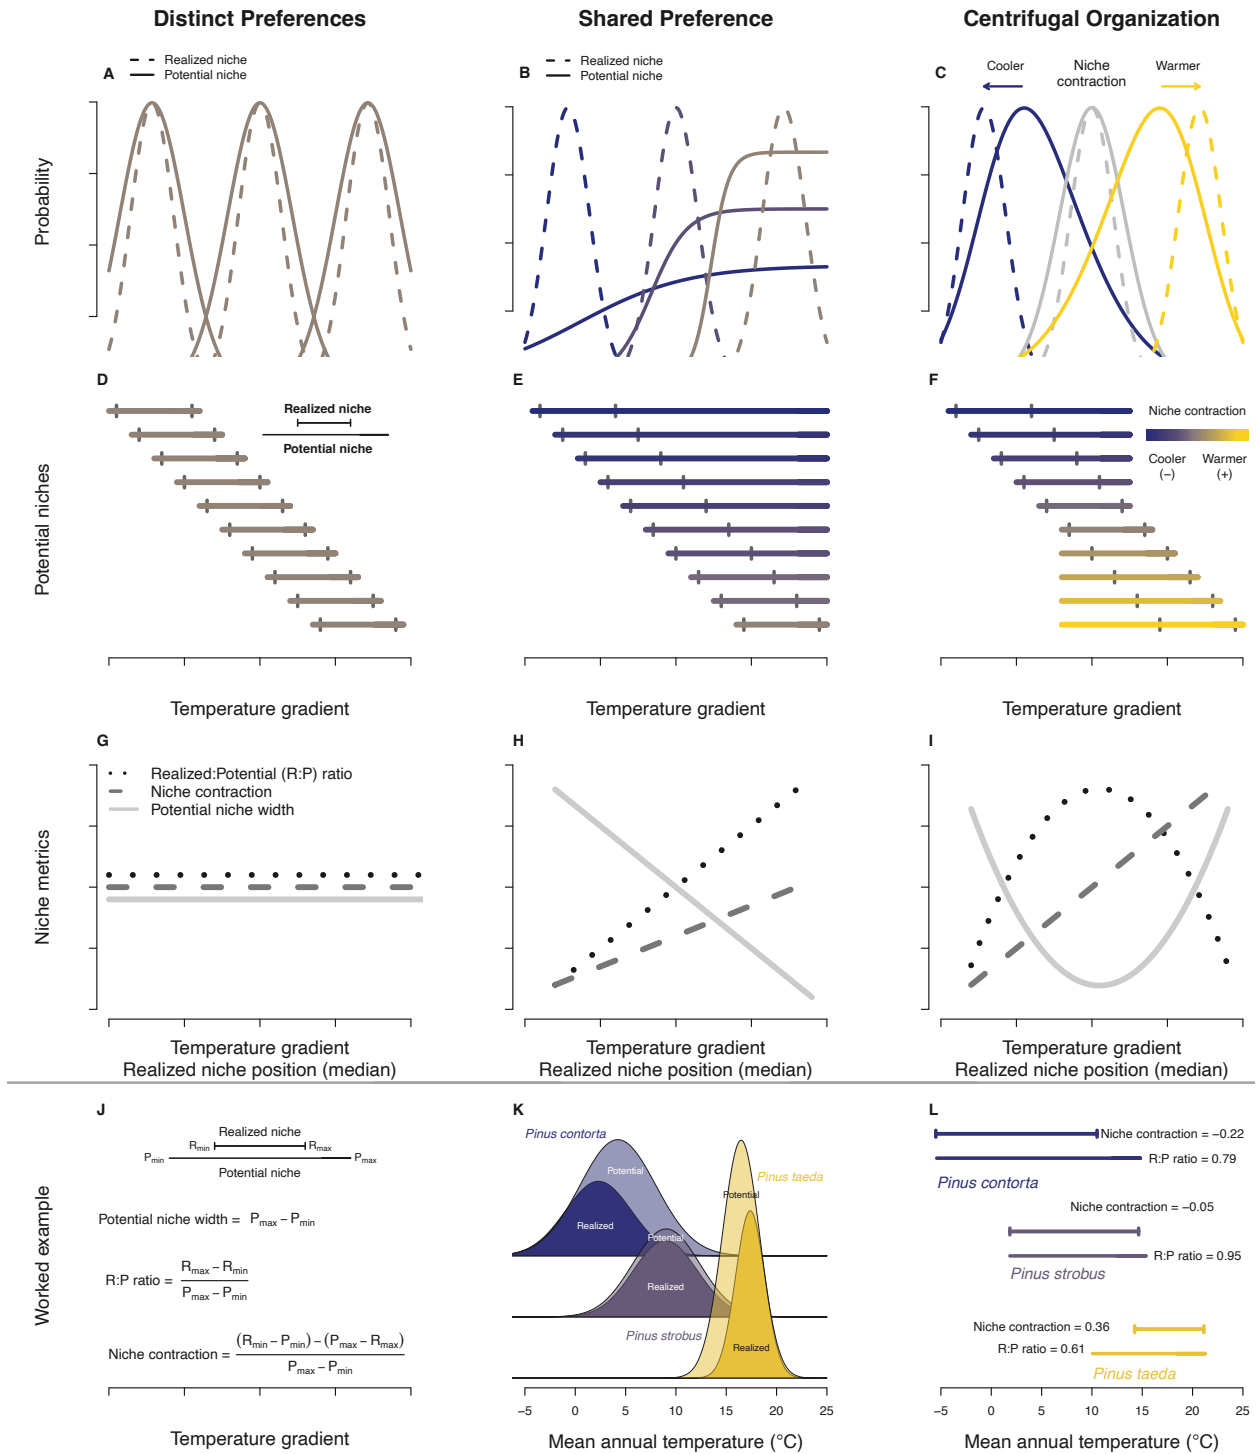 Distinct Preferences
Shared Preference
Centrifugal Organization
A
Realized niche
Potential niche
B
Realized niche
Potential niche
C
Cooler
Niche
contraction
Warmer
Probability
D
Realized niche
Potential niche
E
F
Niche contraction
Cooler
(−)
Warmer
(+)
Potential niches
Temperature gradient
Temperature gradient
Temperature gradient
G
Realized:Potential (R:P) ratio
Niche contraction
Potential niche width
H
I
Niche metrics
Temperature gradient
Realized niche position (median)
Temperature gradient
Realized niche position (median)
Temperature gradient
Realized niche position (median)
Worked example
J
Realized niche
Rmin
Rmax
Pmin
Pmax
Potential niche
Potential niche width = Pmax − Pmin
R:P ratio = Rmax − Rmin
Pmax − Pmin
Niche contraction = (Rmin − Pmin) − (Pmax − Rmax)
Pmax − Pmin
Temperature gradient
K
Pinus contorta
Potential
Realized
Pinus taeda
Potential
Potential
Realized
Pinus strobus
Realized
−5 0 5 10 15 20 25
Mean annual temperature (°C)
L
Niche contraction = −0.22
R:P ratio = 0.79
Pinus contorta
Niche contraction = −0.05
R:P ratio = 0.95
Pinus strobus
Niche contraction = 0.36
R:P ratio = 0.61
Pinus taeda
−5 0 5 10 15 20 25
Mean annual temperature (°C)